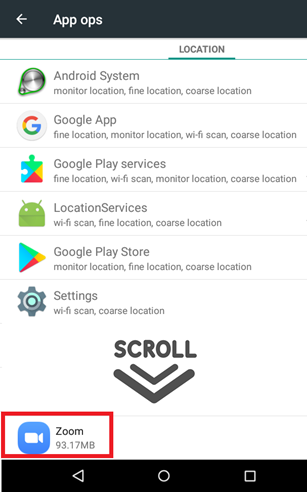 App ops
LOCATION
Android System
monitor location, fine location, coarse location
Google App
fine location, monitor location, wi-fi scan, coarse location
Google Play services
fine location, wi-fi scan, monitor location, coarse location
LocationServices
wi-fi scan, fine location, coarse location
Google Play Store
monitor location, fine location, coarse location
Settings
wi-fi scan, coarse location
SCROLL
Zoom
93.17MB